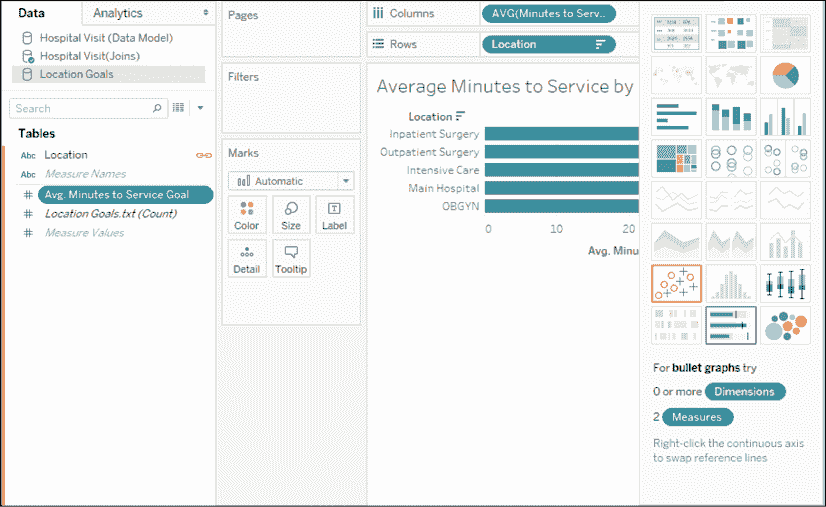 Data
Analytics
Hospital Visit (Data Model)
Hospital Visit(Joins)
Location Goals
Search
Tables
Abc Location
Abc Measure Names
# Avg. Minutes to Service Goal
# Location Goals.txt (Count)
# Measure Values
Pages
Filters
Marks
Automatic
Color
Size
Label
Detail
Tooltip
Columns
AVG(Minutes to Serv..
Rows
Location
Average Minutes to Service by
Location
Inpatient Surgery
Outpatient Surgery
Intensive Care
Main Hospital
OBGYN
0 10 20
Avg. Minu
For bullet graphs try
0 or more Dimensions
2 Measures
Right-click the continuous axis
to swap reference lines